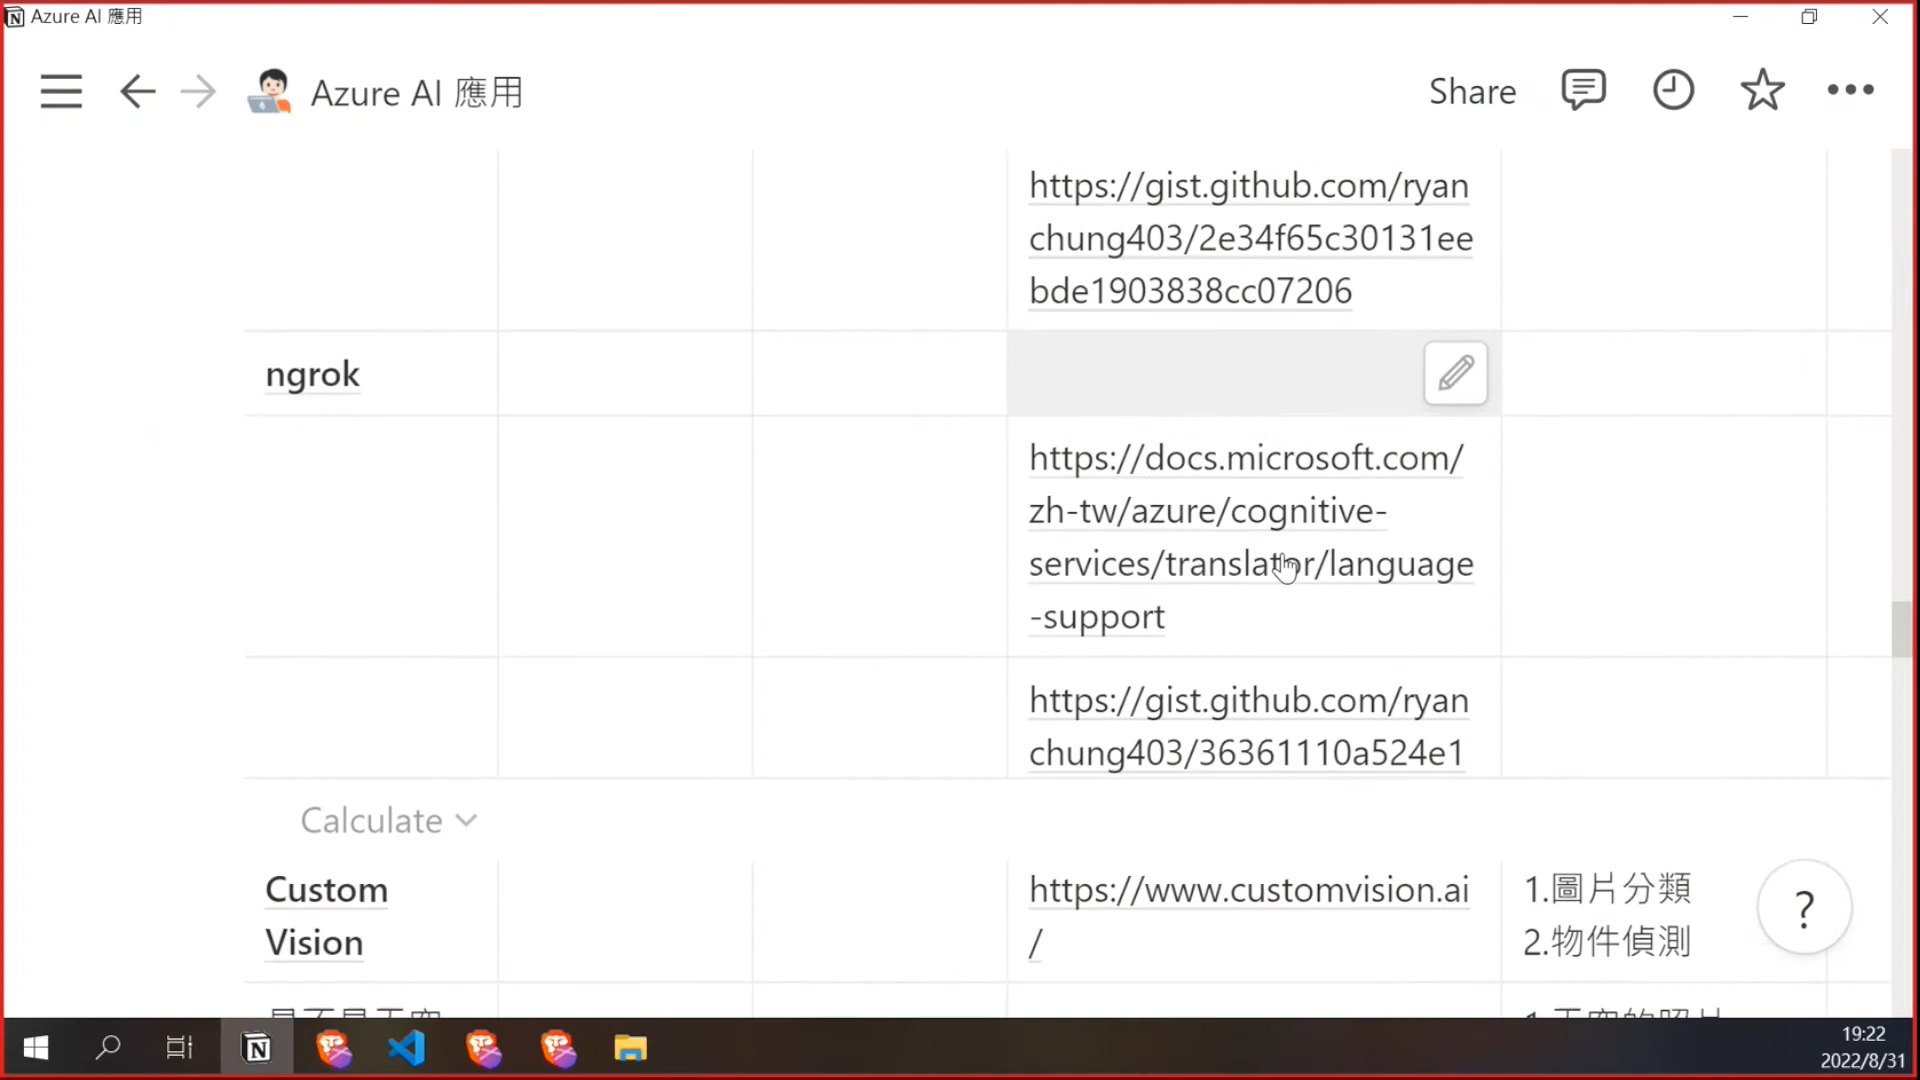 Azure AI 應用
Azure AI 應用
Share
https://gist.github.com/ryan
chung403/2e34f65c30131ee
bde1903838cc07206
ngrok
https://docs.microsoft.com/
zh-tw/azure/cognitive-
services/translator/language
-support
https://gist.github.com/ryan
chung403/36361110a524e1
Calculate
Custom
Vision
https://www.customvision.ai
/
1.圖片分類
2.物件偵測
?
19:22
2022/8/31